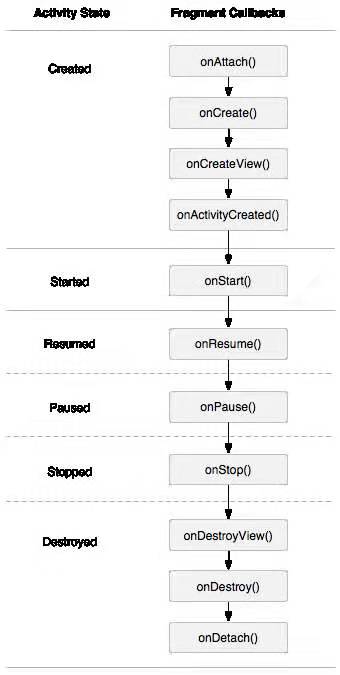 Activity State Fragment Callbacks
Created
onAttach()
onCreate()
onCreateView()
onActivityCreated()
Started onStart()
Resumed onResume()
Paused onPause()
Stopped onStop()
Destroyed
onDestroyView()
onDestroy()
onDetach()